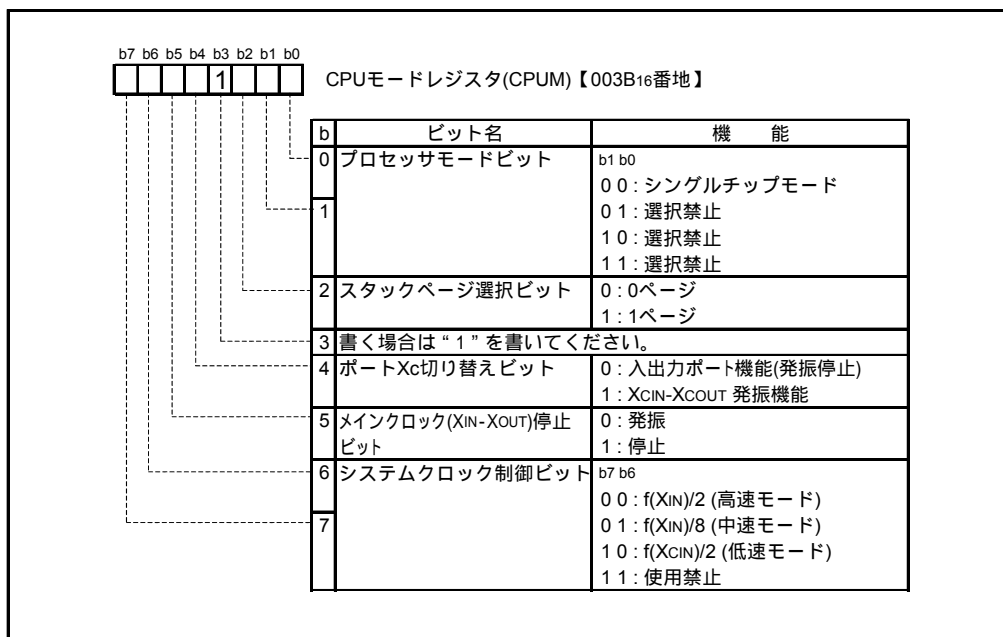 b7 b6 b5 b4 b3 b2 b1 b0
1
CPUモードレジスタ(CPUM)【003B16番地】
b ビット名 機 能
0 プロセッサモードビット b1 b0
0 0 : シングルチップモード
1 0 1 : 選択禁止
1 0 : 選択禁止
1 1 : 選択禁止
2 スタックページ選択ビット 0 : 0ページ
1 : 1ページ
3 書く場合は“1”を書いてください。
4 ポートXc切り替えビット 0 : 入出力ポート機能(発振停止)
1 : XCIN-XCOUT 発振機能
5 メインクロック(XIN-XOUT)停止 0 : 発振
ビット 1 : 停止
6 システムクロック制御ビット b7 b6
0 0 : f(XIN)/2 (高速モード)
7 0 1 : f(XIN)/8 (中速モード)
1 0 : f(XCIN)/2 (低速モード)
1 1 : 使用禁止